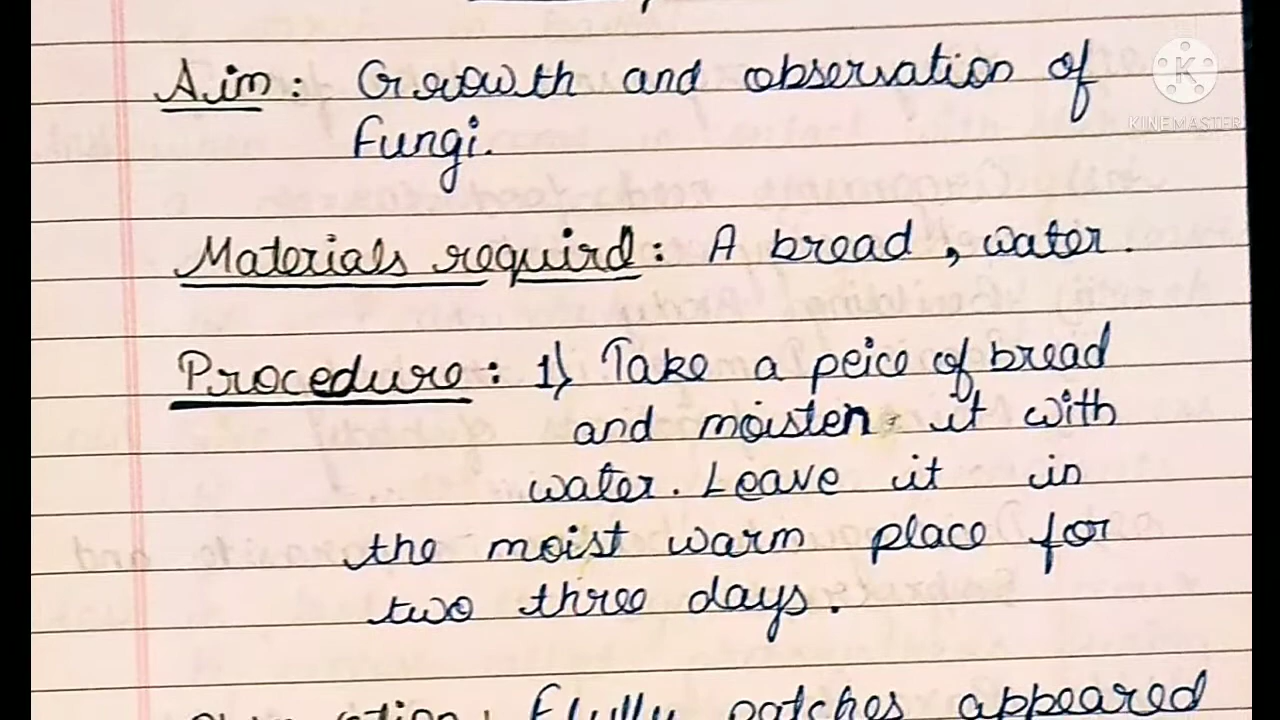 Aim: Growth and observation of
Fungi.
Materials requird: A bread, water.
Procedure: 1) Take a peice of bread
and moisten it with
water. Leave it in
the moist warm place for
two three days.
patches appeared
K
KINEMASTER